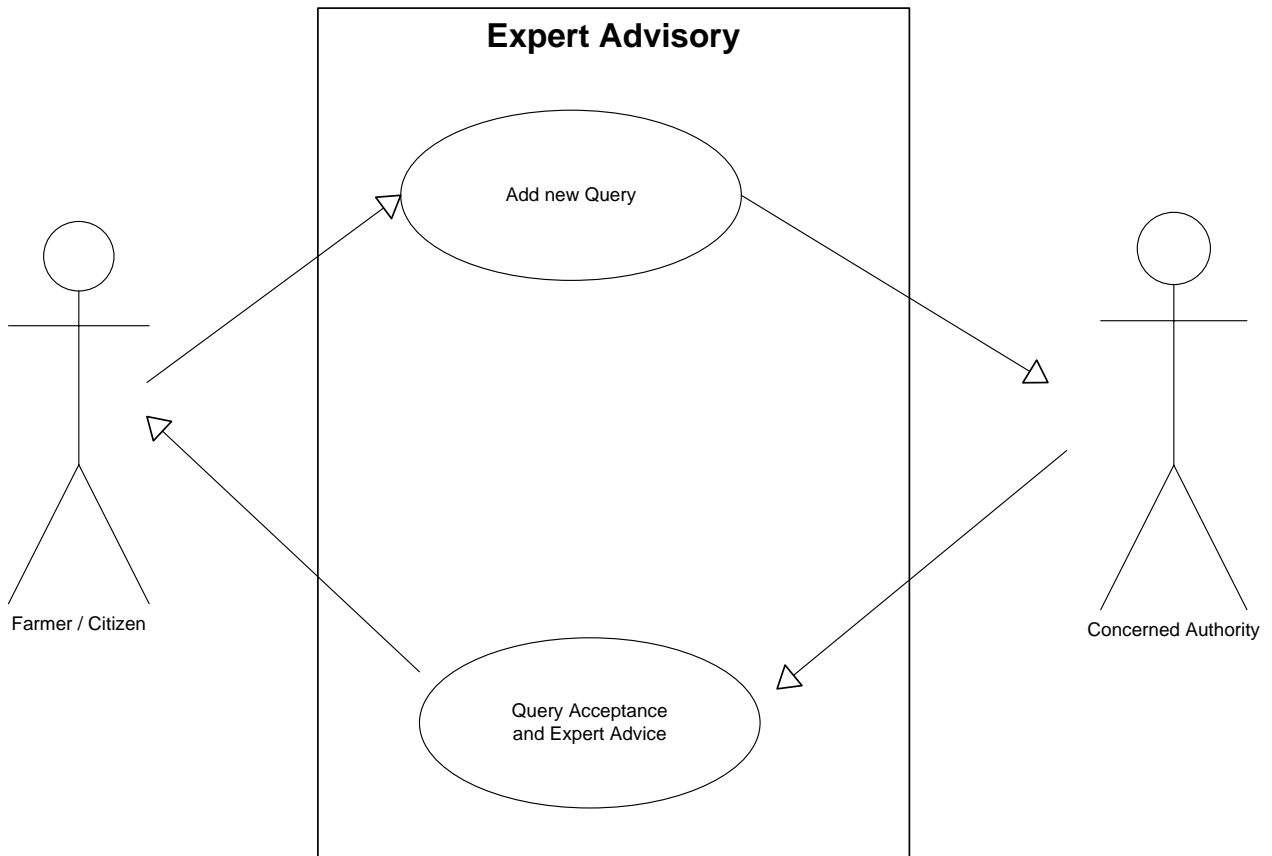 Expert Advisory
Add new Query
Farmer / Citizen
Concerned Authority
Query Acceptance
and Expert Advice